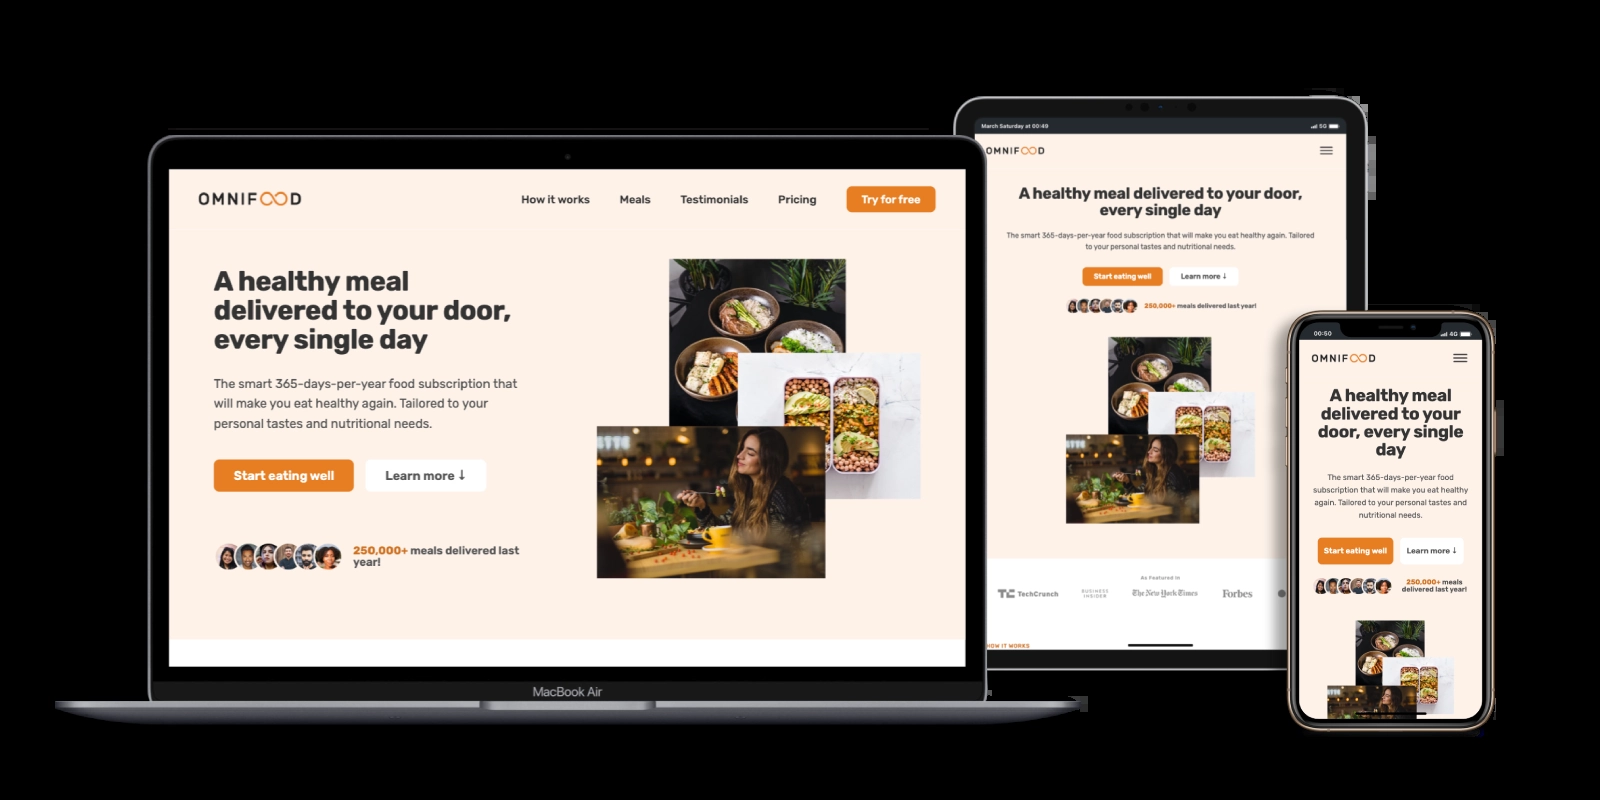 OMNIFOOD
How it works
Meals
Testimonials
Pricing
Try for free
A healthy meal
delivered to your door,
every single day
The smart 365-days-per-year food subscription that
will make you eat healthy again. Tailored to your
personal tastes and nutritional needs.
Start eating well
Learn more ↓
250,000+ meals delivered last
year!
MacBook Air
March Saturday at 00:49
5G
OMNIFOOD
A healthy meal delivered to your door,
every single day
The smart 365-days-per-year food subscription that will make you eat healthy again. Tailored
to your personal tastes and nutritional needs.
Start eating well
Learn more ↓
250,000+ meals delivered last year!
As Featured In
TC TechCrunch
BUSINESS
INSIDER
The New York Times
Forbes
HOW IT WORKS
00:50
4G
OMNIFOOD
A healthy meal
delivered to your
door, every single
day
The smart 365-days-per-year food
subscription that will make you eat healthy
again. Tailored to your personal tastes and
nutritional needs.
Start eating well
Learn more ↓
250,000+ meals
delivered last year!